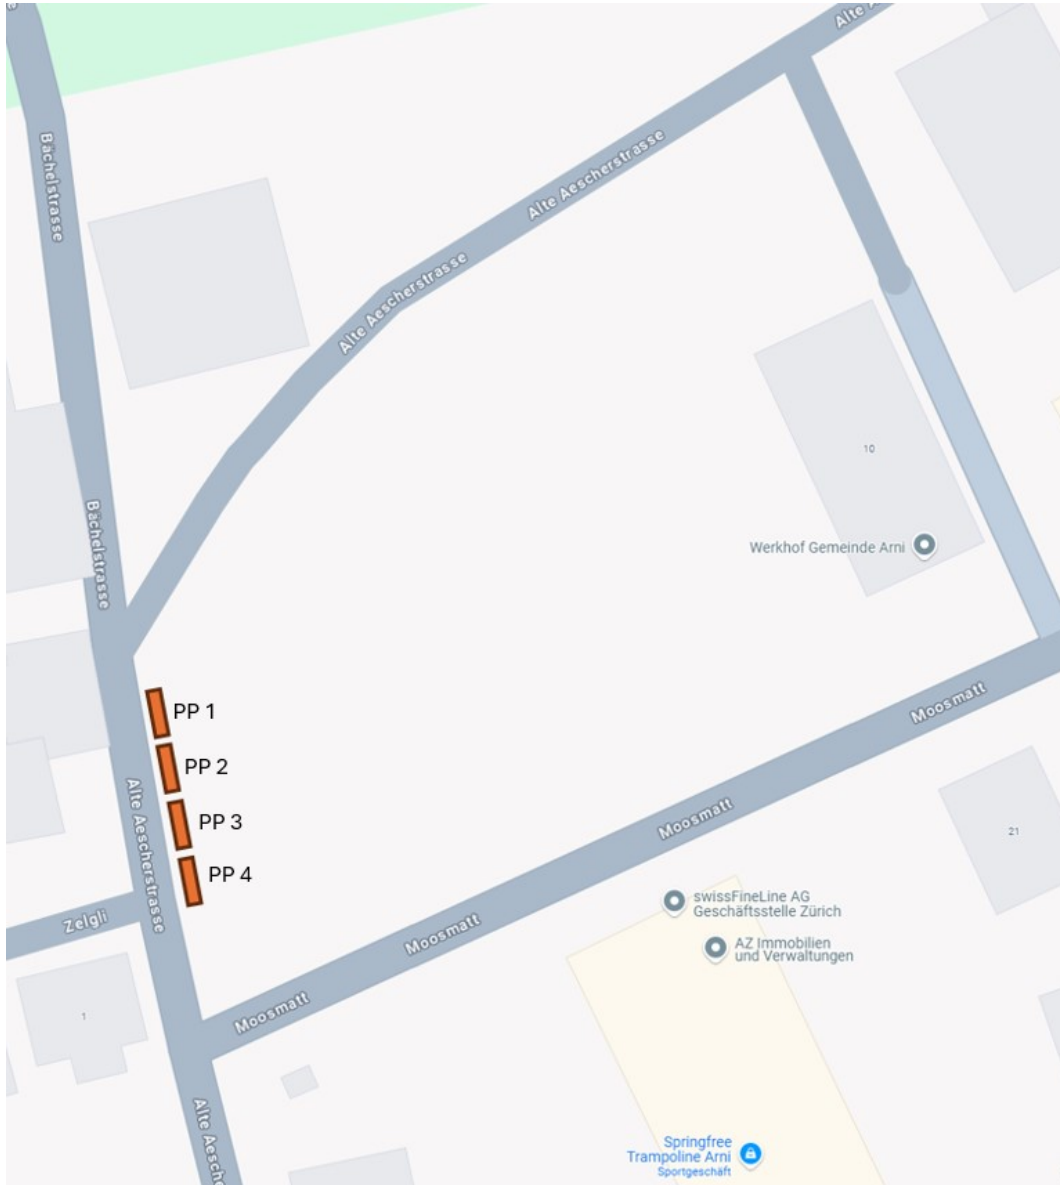 Alte A
Bächelstrasse
Alte Aescherstrasse
Alte Aescherstrasse
10
Bächelstrasse
Werkhof Gemeinde Arni
PP 1
Moosmatt
PP 2
Alte Aescherstrasse
PP 3
Moosmatt
21
PP 4
swissFineLine AG
Geschäftsstelle Zürich
Zelgli
Moosmatt
AZ Immobilien
und Verwaltungen
Moosmatt
1
Alte Aesche
Springfree
Trampoline Arni
Sportgeschäft